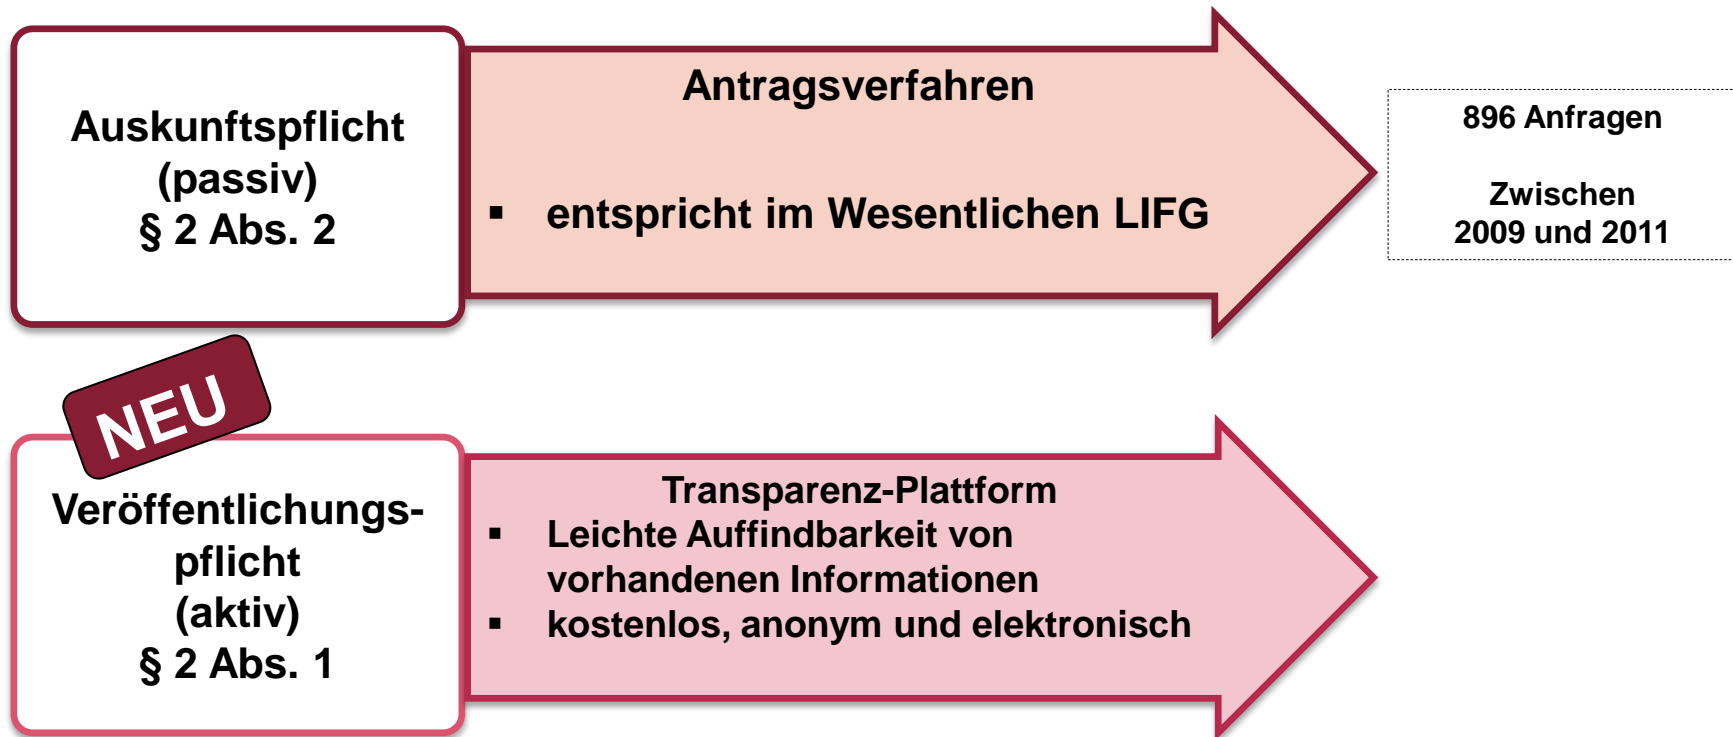 Auskunftspflicht
(passiv)
§ 2 Abs. 2
Antragsverfahren
▪ entspricht im Wesentlichen LIFG
896 Anfragen
Zwischen
2009 und 2011
NEU
Veröffentlichungs-
pflicht
(aktiv)
§ 2 Abs. 1
Transparenz-Plattform
▪ Leichte Auffindbarkeit von
vorhandenen Informationen
▪ kostenlos, anonym und elektronisch